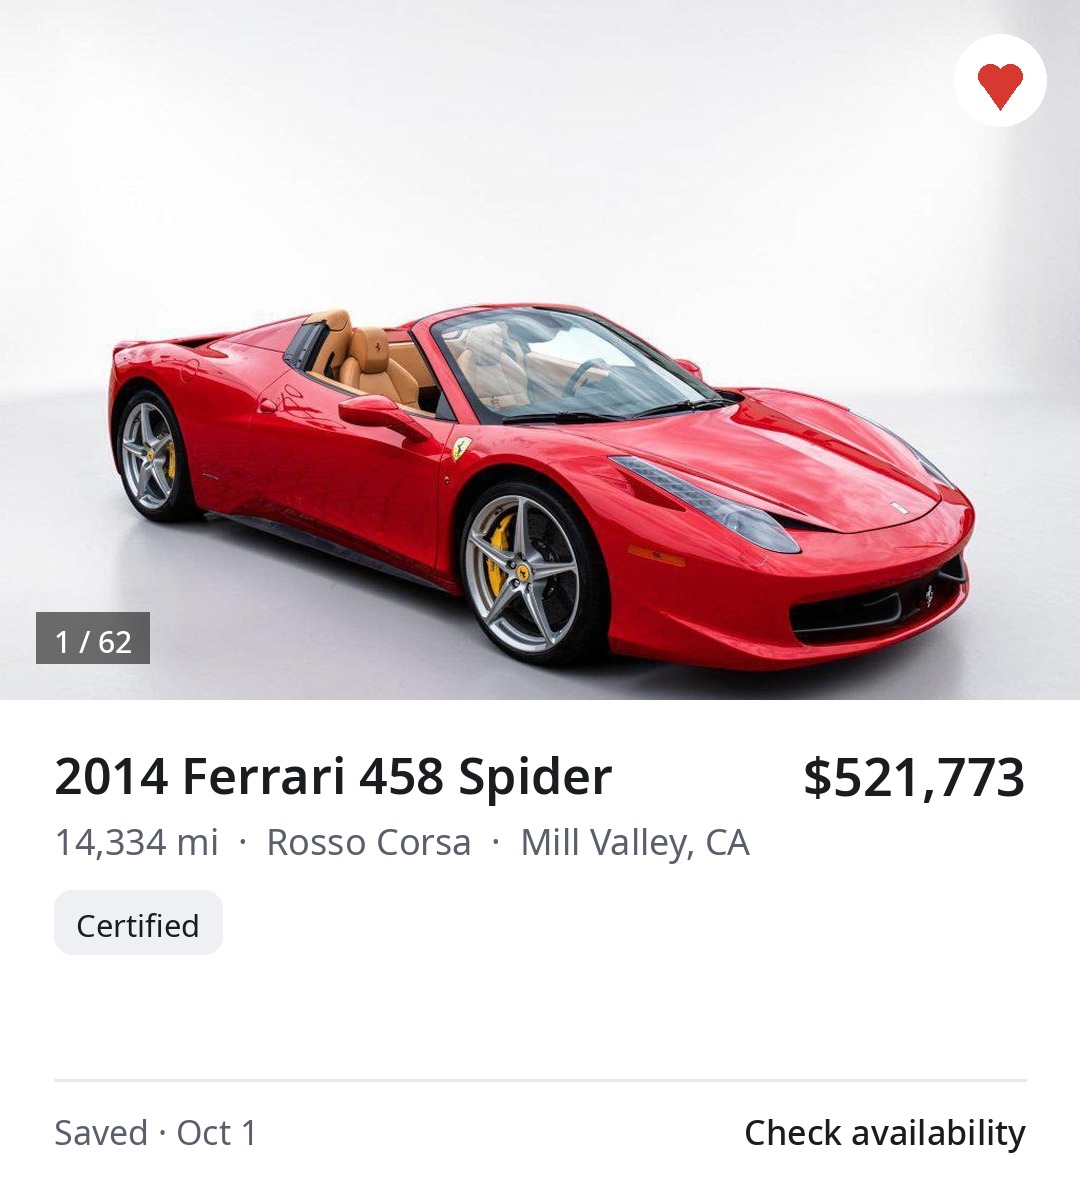 1 / 62
2014 Ferrari 458 Spider $521,773
14,334 mi · Rosso Corsa · Mill Valley, CA
Certified
Saved · Oct 1 Check availability